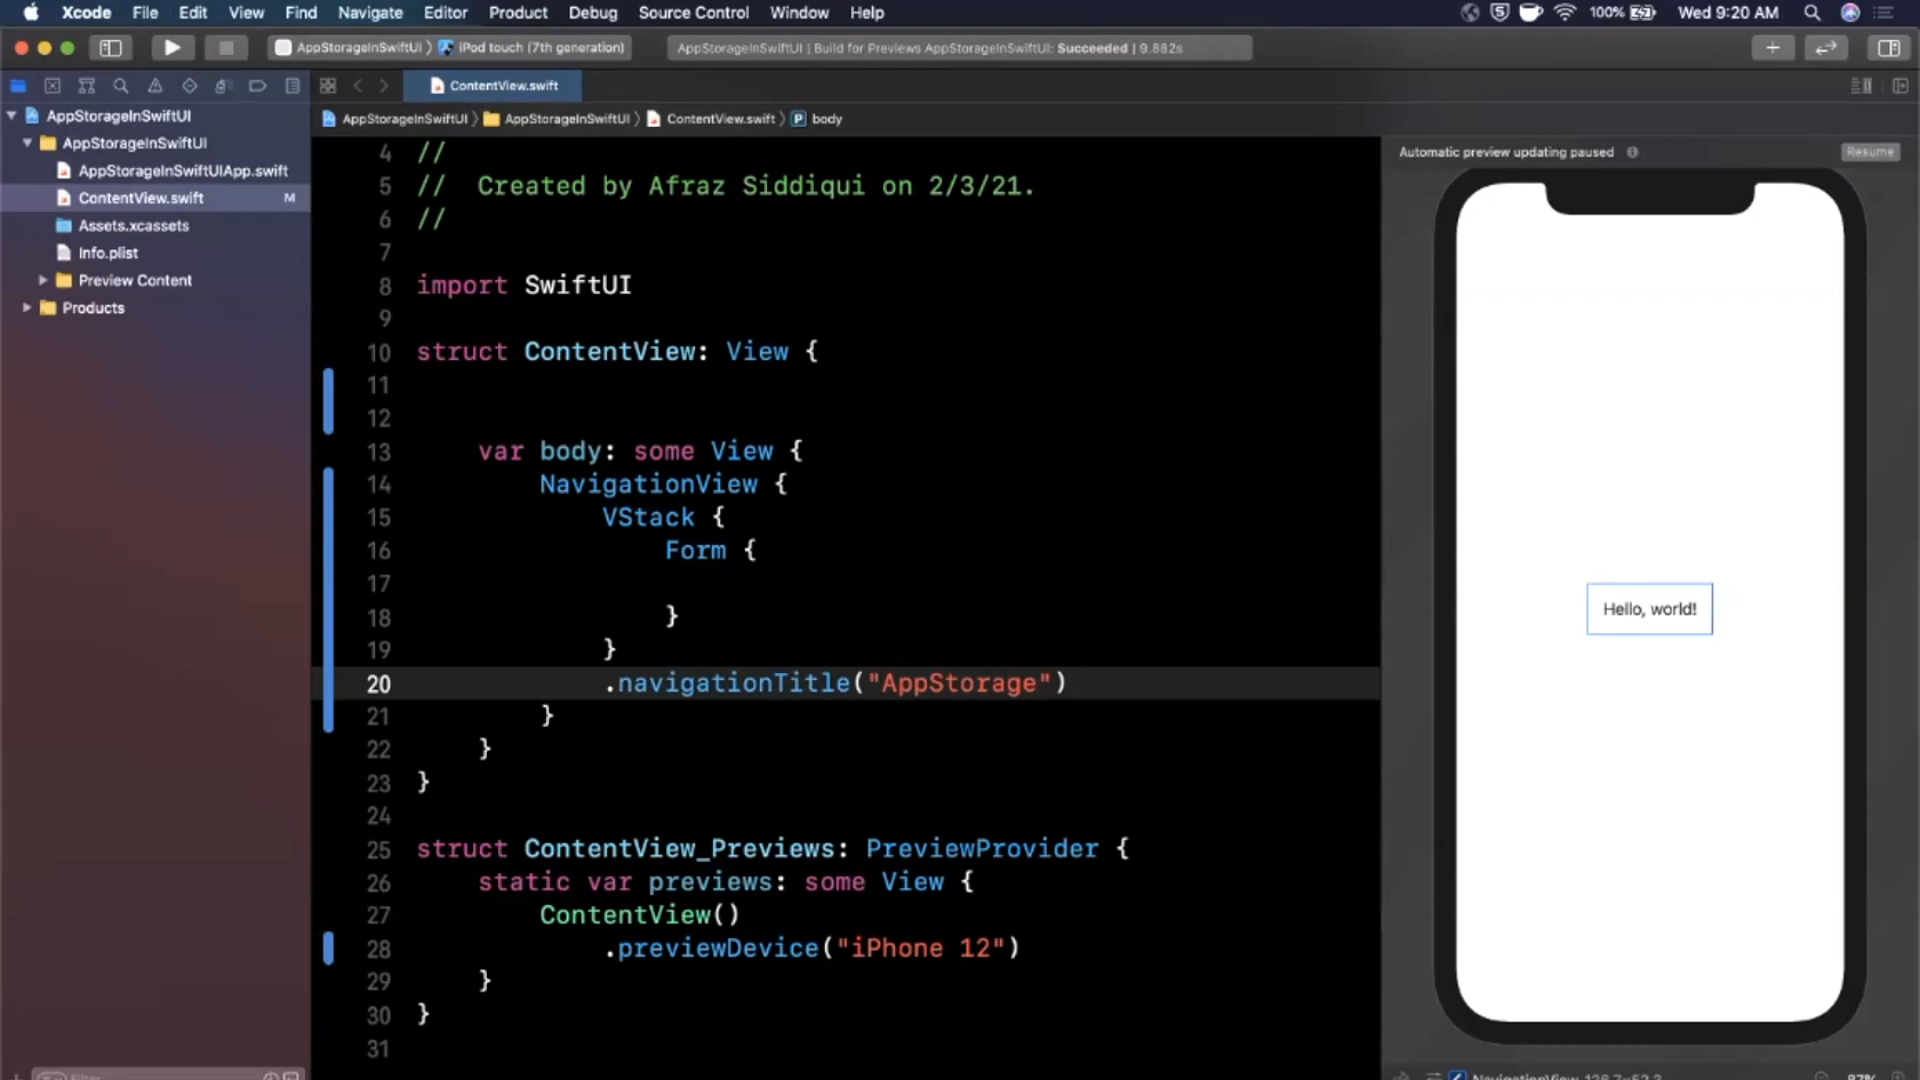 Xcode File Edit View Find Navigate Editor Product Debug Source Control Window Help 100% Wed 9:20 AM
AppStorageInSwiftUI iPod touch (7th generation) AppStorageInSwiftUI | Build for Previews AppStorageInSwiftUI: Succeeded | 9.882s
ContentView.swift
AppStorageInSwiftUI AppStorageInSwiftUI ContentView.swift P body
AppStorageInSwiftUI
AppStorageInSwiftUI
AppStorageInSwiftUIApp.swift
ContentView.swift M
Assets.xcassets
Info.plist
Preview Content
Products
4 //
5 //  Created by Afraz Siddiqui on 2/3/21.
6 //
7
8 import SwiftUI
9
10 struct ContentView: View {
11
12
13     var body: some View {
14         NavigationView {
15             VStack {
16                 Form {
17
18                 }
19             }
20             .navigationTitle("AppStorage")
21         }
22     }
23 }
24
25 struct ContentView_Previews: PreviewProvider {
26     static var previews: some View {
27         ContentView()
28             .previewDevice("iPhone 12")
29     }
30 }
31
Automatic preview updating paused Resume
Hello, world!
Filter
NavigationView 87%